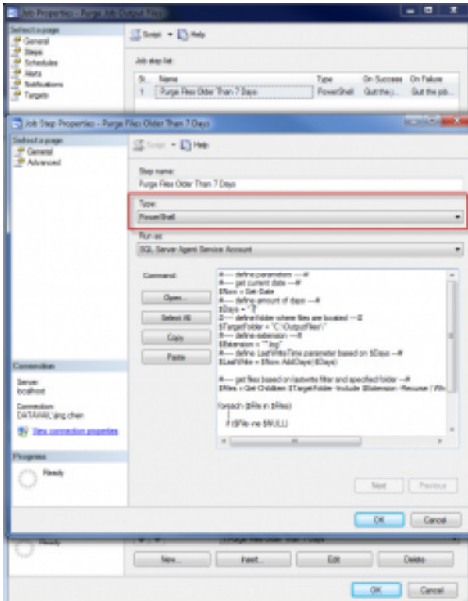 Job Properties - Purge Job Output Files
Select a page
General
Steps
Schedules
Alerts
Notifications
Targets
Script
Help
Job step list:
St..
Name
Type
On Success
On Failure
1
Purge Files Older Than 7 Days
PowerShell
Quit the j...
Quit the job...
Job Step Properties - Purge Files Older Than 7 Days
Select a page
General
Advanced
Script
Help
Step name:
Purge Files Older Than 7 Days
Type:
PowerShell
Run as:
SQL Server Agent Service Account
Command:
Open...
Select All
Copy
Paste
#---- define parameters ----#
#---- get current date ----#
$Now = Get-Date
#---- define amount of days ----#
$Days = "7"
#---- define folder where files are located ----#
$TargetFolder = "C:\OutputFiles\"
#---- define extension ----#
$Extension = "*.log"
#---- define LastWriteTime parameter based on $Days ----#
$LastWrite = $Now.AddDays(-$Days)
#---- get files based on lastwrite filter and specified folder ----#
$Files = Get-Childitem $TargetFolder -Include $Extension -Recurse | Whe
foreach ($File in $Files)
{
if ($File -ne $NULL)
Connection
Server:
localhost
Connection:
DATAVAIL\jing.chen
View connection properties
Progress
Ready
Next
Previous
OK
Cancel
Ready
New...
Insert...
Edit
Delete
OK
Cancel